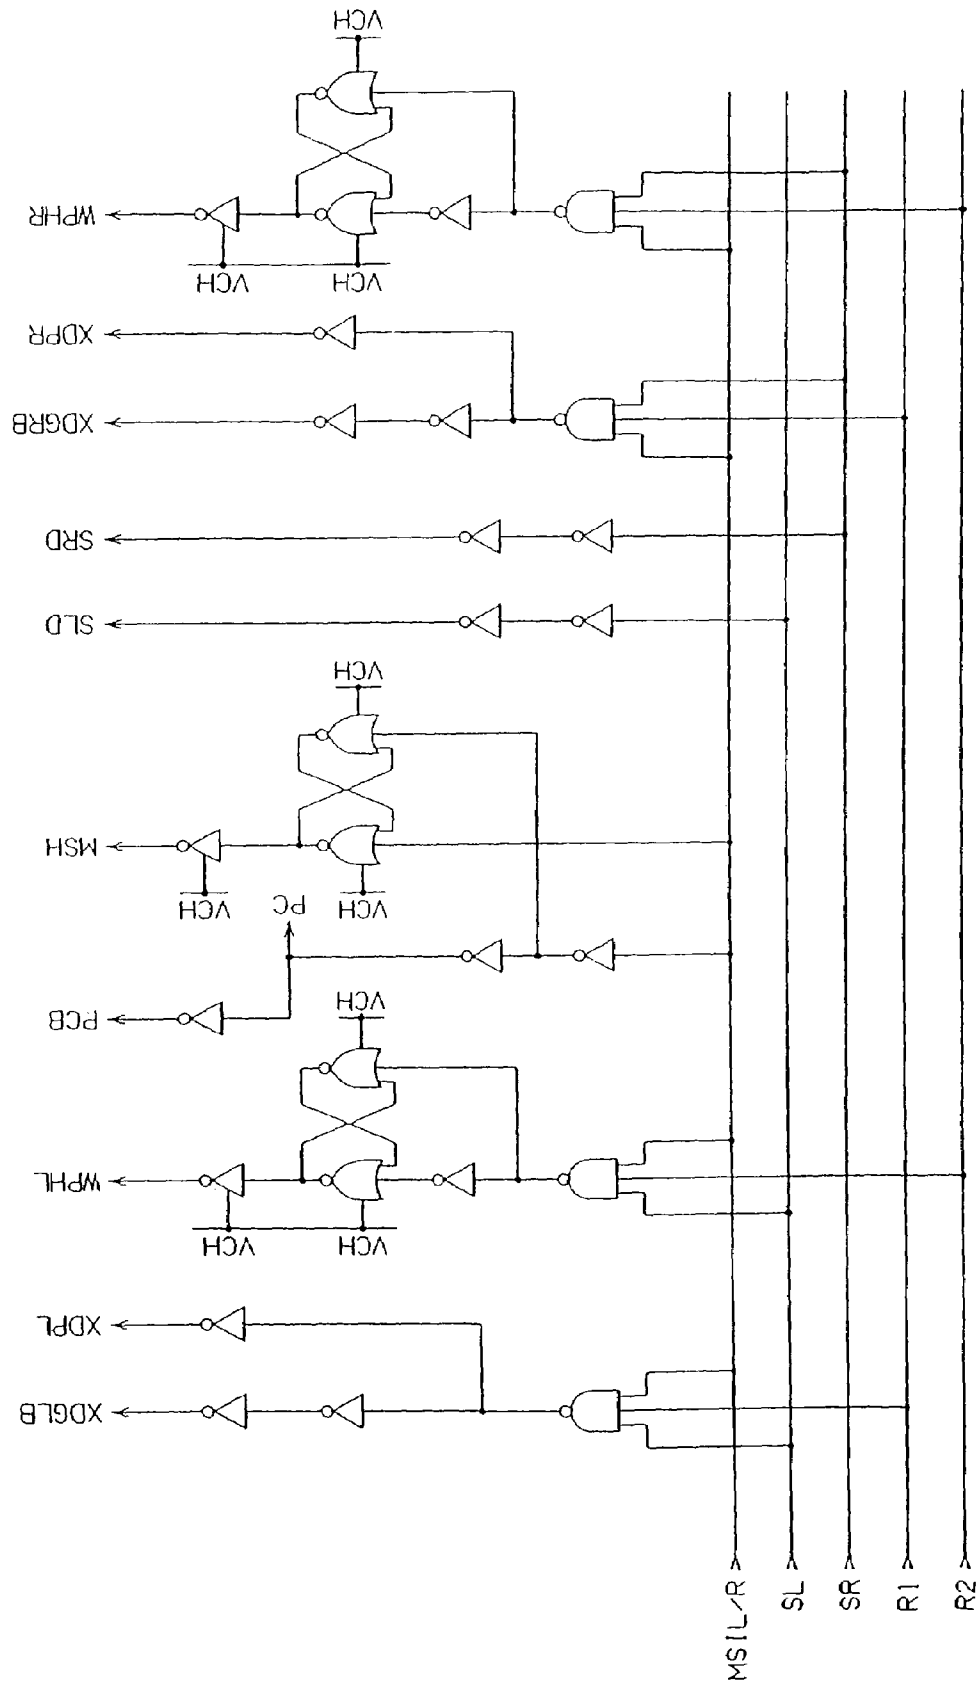 VCH
WPHR
VCH
VCH
XDPR
XDGRB
SRD
SLD
VCH
MSH
VCH
VCH
PC
PCB
VCH
WPHL
VCH
VCH
XDPL
XDGLB
MSIL/R
SL
SR
R1
R2